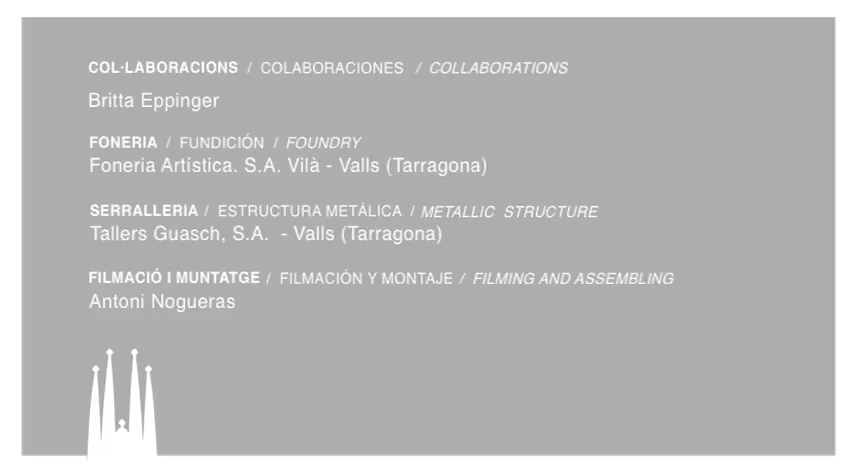 COL·LABORACIONS / COLABORACIONES / COLLABORATIONS
Britta Eppinger
FONERIA / FUNDICIÓN / FOUNDRY
Foneria Artística. S.A. Vilà - Valls (Tarragona)
SERRALLERIA / ESTRUCTURA METÁLICA / METALLIC STRUCTURE
Tallers Guasch, S.A. - Valls (Tarragona)
FILMACIÓ I MUNTATGE / FILMACIÓN Y MONTAJE / FILMING AND ASSEMBLING
Antoni Nogueras